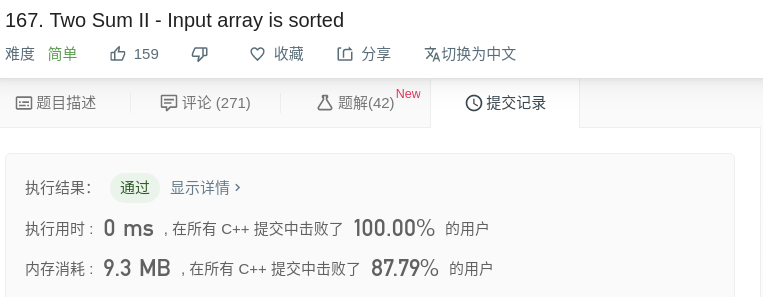 167. Two Sum II - Input array is sorted
难度 简单 159 收藏 分享 切换为中文
题目描述 评论 (271) 题解(42) New 提交记录
执行结果： 通过 显示详情 >
执行用时 : 0 ms , 在所有 C++ 提交中击败了 100.00% 的用户
内存消耗 : 9.3 MB , 在所有 C++ 提交中击败了 87.79% 的用户